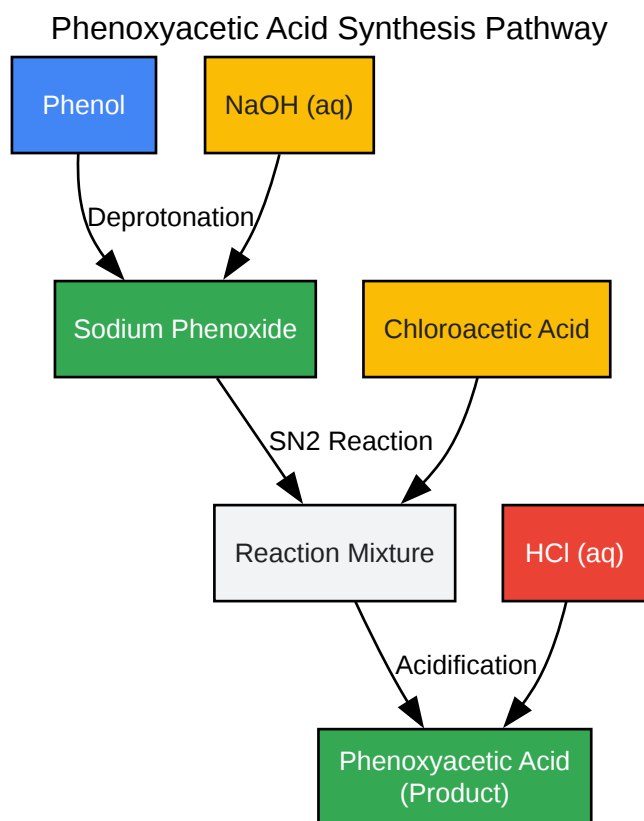 Phenoxyacetic Acid Synthesis Pathway
Phenol
NaOH (aq)
Deprotonation
Sodium Phenoxide
Chloroacetic Acid
SN2 Reaction
Reaction Mixture
HCl (aq)
Acidification
Phenoxyacetic Acid
(Product)